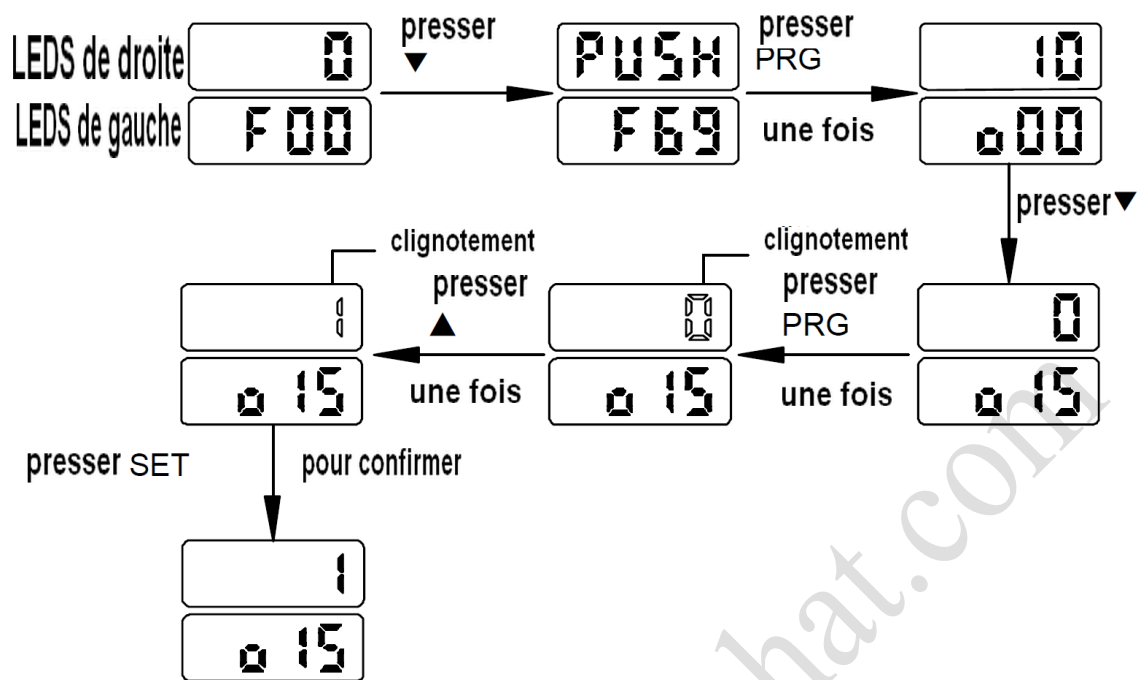 LEDS de droite
0
presser
▼
PUSH
presser
PRG
10
LEDS de gauche
F00
F69
une fois
o00
presser▼
clignotement
1
presser
▲
clignotement
0
presser
PRG
0
o15
une fois
o15
une fois
o15
presser SET
pour confirmer
1
o15
hat.com